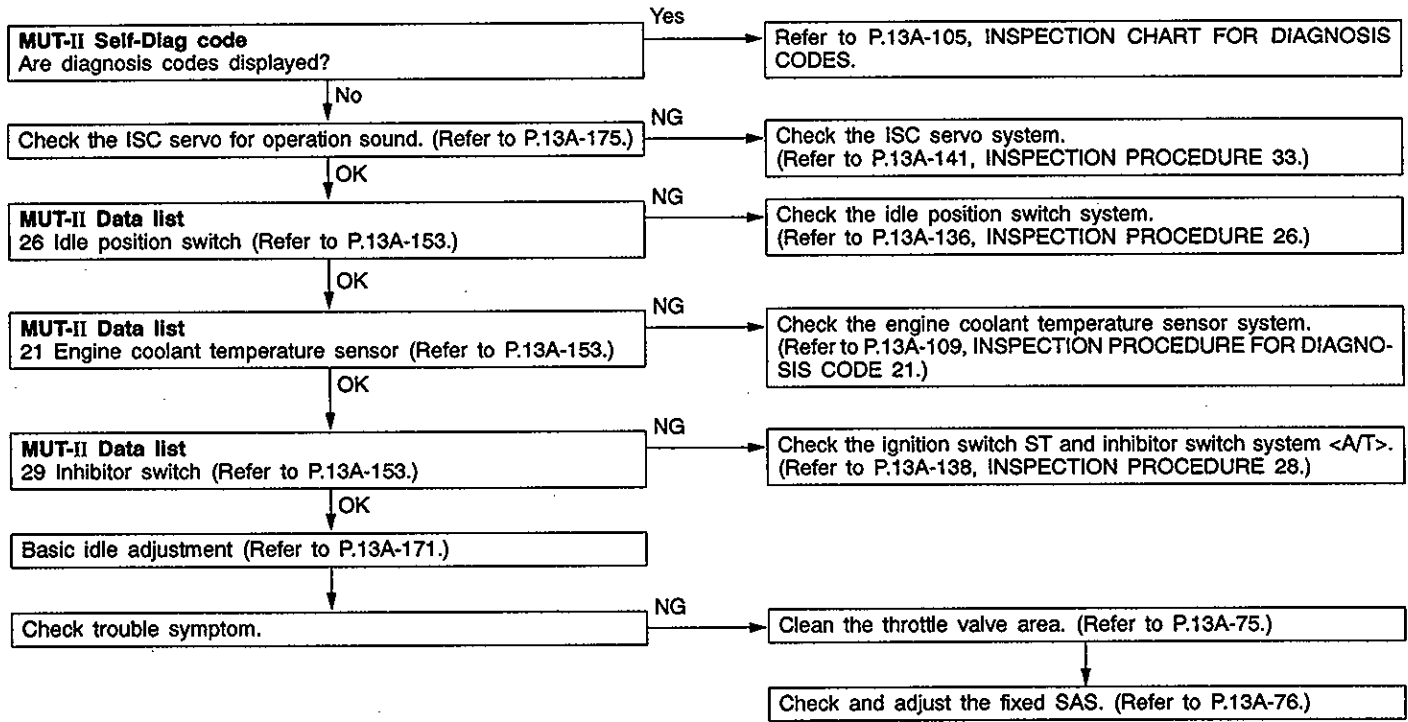 MUT-II Self-Diag code
Are diagnosis codes displayed?
Yes
Refer to P.13A-105, INSPECTION CHART FOR DIAGNOSIS
CODES.
No
Check the ISC servo for operation sound. (Refer to P.13A-175.)
NG
Check the ISC servo system.
(Refer to P.13A-141, INSPECTION PROCEDURE 33.)
OK
MUT-II Data list
26 Idle position switch (Refer to P.13A-153.)
NG
Check the idle position switch system.
(Refer to P.13A-136, INSPECTION PROCEDURE 26.)
OK
MUT-II Data list
21 Engine coolant temperature sensor (Refer to P.13A-153.)
NG
Check the engine coolant temperature sensor system.
(Refer to P.13A-109, INSPECTION PROCEDURE FOR DIAGNO-
SIS CODE 21.)
OK
MUT-II Data list
29 Inhibitor switch (Refer to P.13A-153.)
NG
Check the ignition switch ST and inhibitor switch system <A/T>.
(Refer to P.13A-138, INSPECTION PROCEDURE 28.)
OK
Basic idle adjustment (Refer to P.13A-171.)
Check trouble symptom.
NG
Clean the throttle valve area. (Refer to P.13A-75.)
Check and adjust the fixed SAS. (Refer to P.13A-76.)